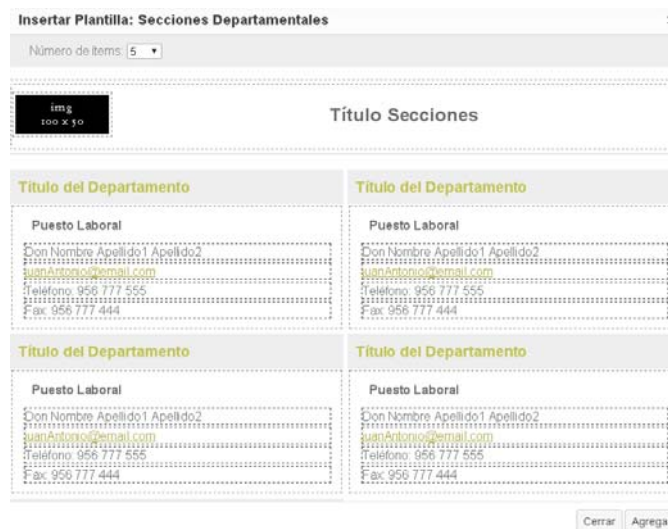 Insertar Plantilla: Secciones Departamentales
Número de ítems: 5
img
100 x 50
Título Secciones
Título del Departamento
Puesto Laboral
Don Nombre Apellido1 Apellido2
juanAntonio@email.com
Teléfono: 956 777 555
Fax: 956 777 444
Título del Departamento
Puesto Laboral
Don Nombre Apellido1 Apellido2
juanAntonio@email.com
Teléfono: 956 777 555
Fax: 956 777 444
Título del Departamento
Puesto Laboral
Don Nombre Apellido1 Apellido2
juanAntonio@email.com
Teléfono: 956 777 555
Fax: 956 777 444
Título del Departamento
Puesto Laboral
Don Nombre Apellido1 Apellido2
juanAntonio@email.com
Teléfono: 956 777 555
Fax: 956 777 444
Cerrar Agrega